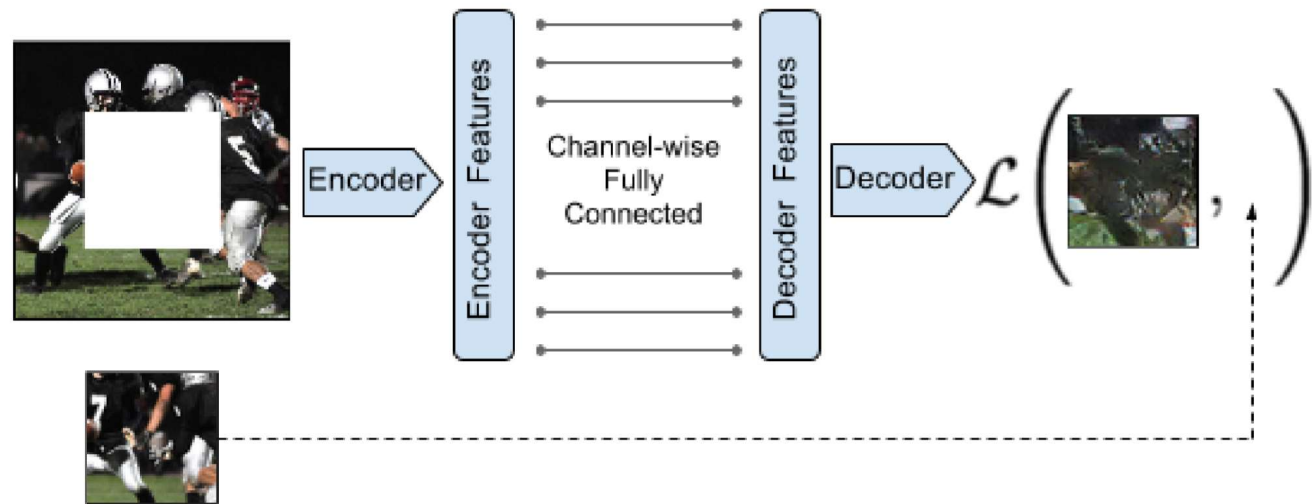 Encoder
Encoder Features
Channel-wise
Fully
Connected
Decoder Features
Decoder
ℒ ( , )
5
7